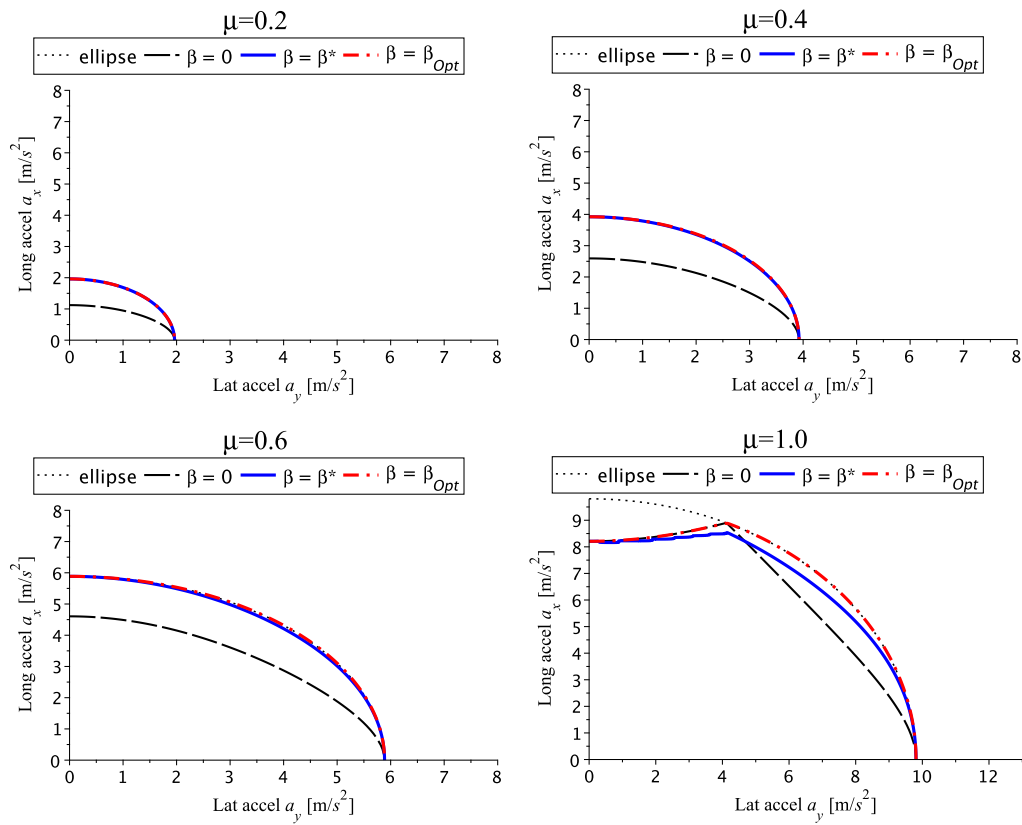 μ=0.2
ellipse β = 0 β = β* β = β_Opt
8
7
6
5
4
3
2
1
0
Long accel a_x [m/s^2]
0 1 2 3 4 5 6 7 8
Lat accel a_y [m/s^2]
μ=0.4
ellipse β = 0 β = β* β = β_Opt
8
7
6
5
4
3
2
1
0
Long accel a_x [m/s^2]
0 1 2 3 4 5 6 7 8
Lat accel a_y [m/s^2]
μ=0.6
ellipse β = 0 β = β* β = β_Opt
8
7
6
5
4
3
2
1
0
Long accel a_x [m/s^2]
0 1 2 3 4 5 6 7 8
Lat accel a_y [m/s^2]
μ=1.0
ellipse β = 0 β = β* β = β_Opt
9
8
7
6
5
4
3
2
1
0
Long accel a_x [m/s^2]
0 2 4 6 8 10 12
Lat accel a_y [m/s^2]